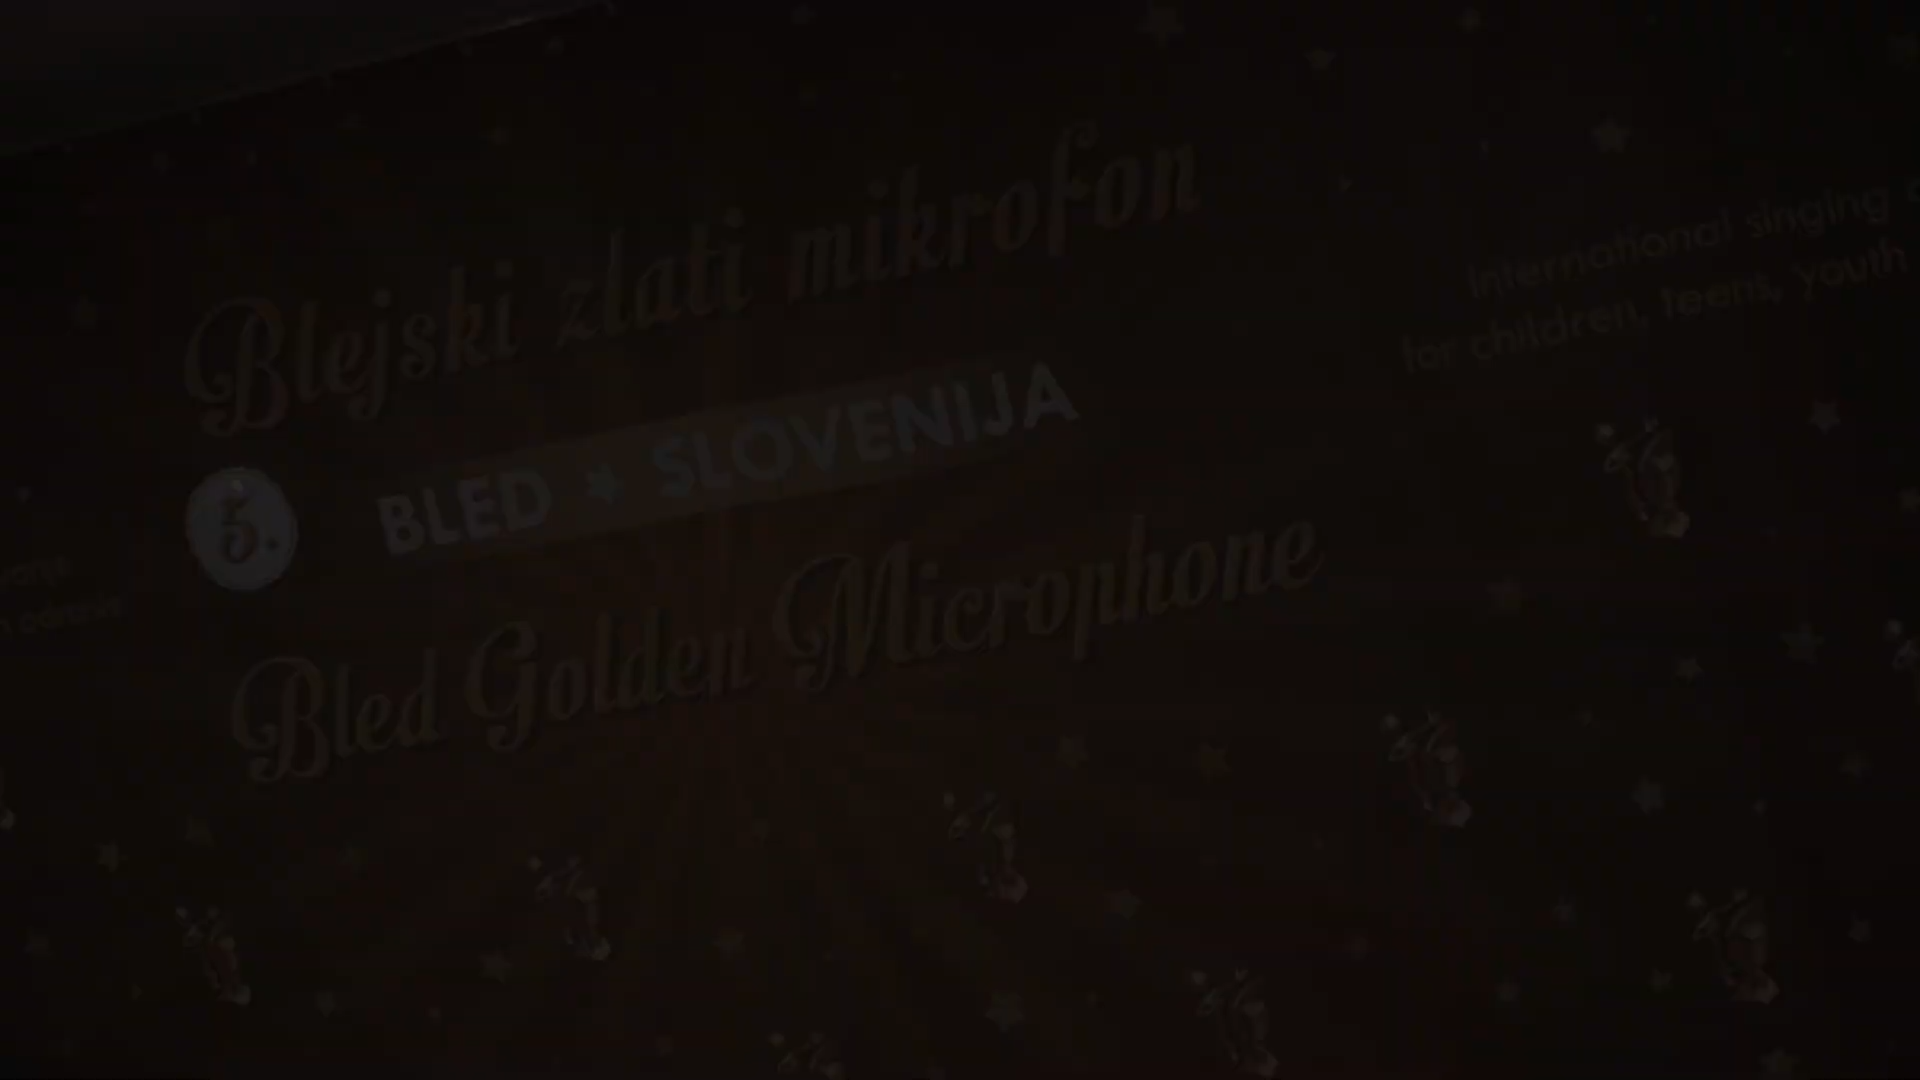 Blejski zlati mikrofon
5.
BLED ★ SLOVENIJA
Bled Golden Microphone
International singing
for children, teens, youth